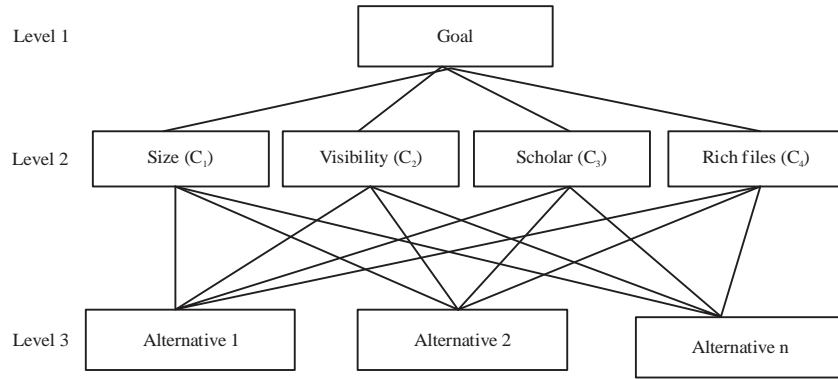 Level 1
Goal
Level 2
Size (C₁)
Visibility (C₂)
Scholar (C₃)
Rich files (C₄)
Level 3
Alternative 1
Alternative 2
Alternative n